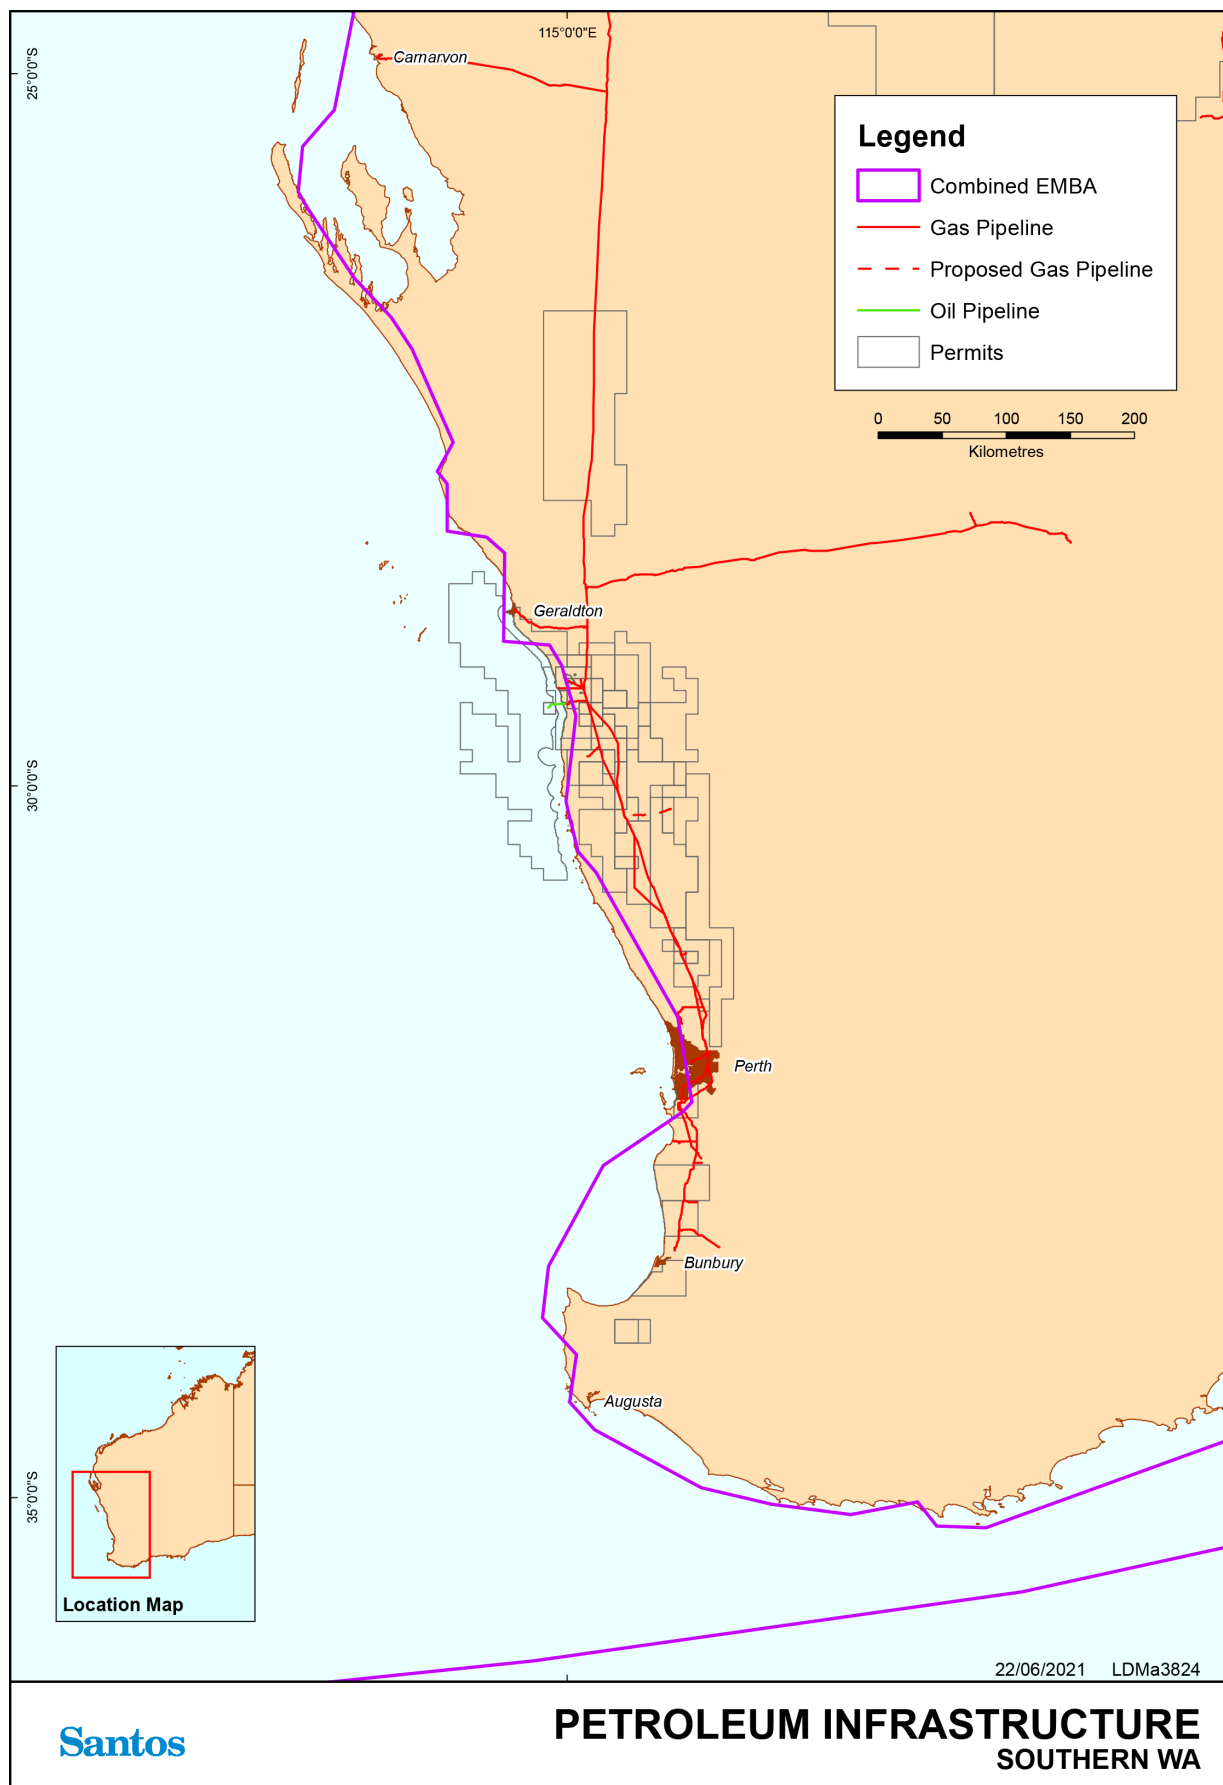 115°0'0"E
Carnarvon
25°0'0"S
Legend
Combined EMBA
Gas Pipeline
Proposed Gas Pipeline
Oil Pipeline
Permits
0 50 100 150 200
Kilometres
Geraldton
30°0'0"S
Perth
Bunbury
Augusta
35°0'0"S
Location Map
22/06/2021 LDMa3824
Santos
PETROLEUM INFRASTRUCTURE
SOUTHERN WA